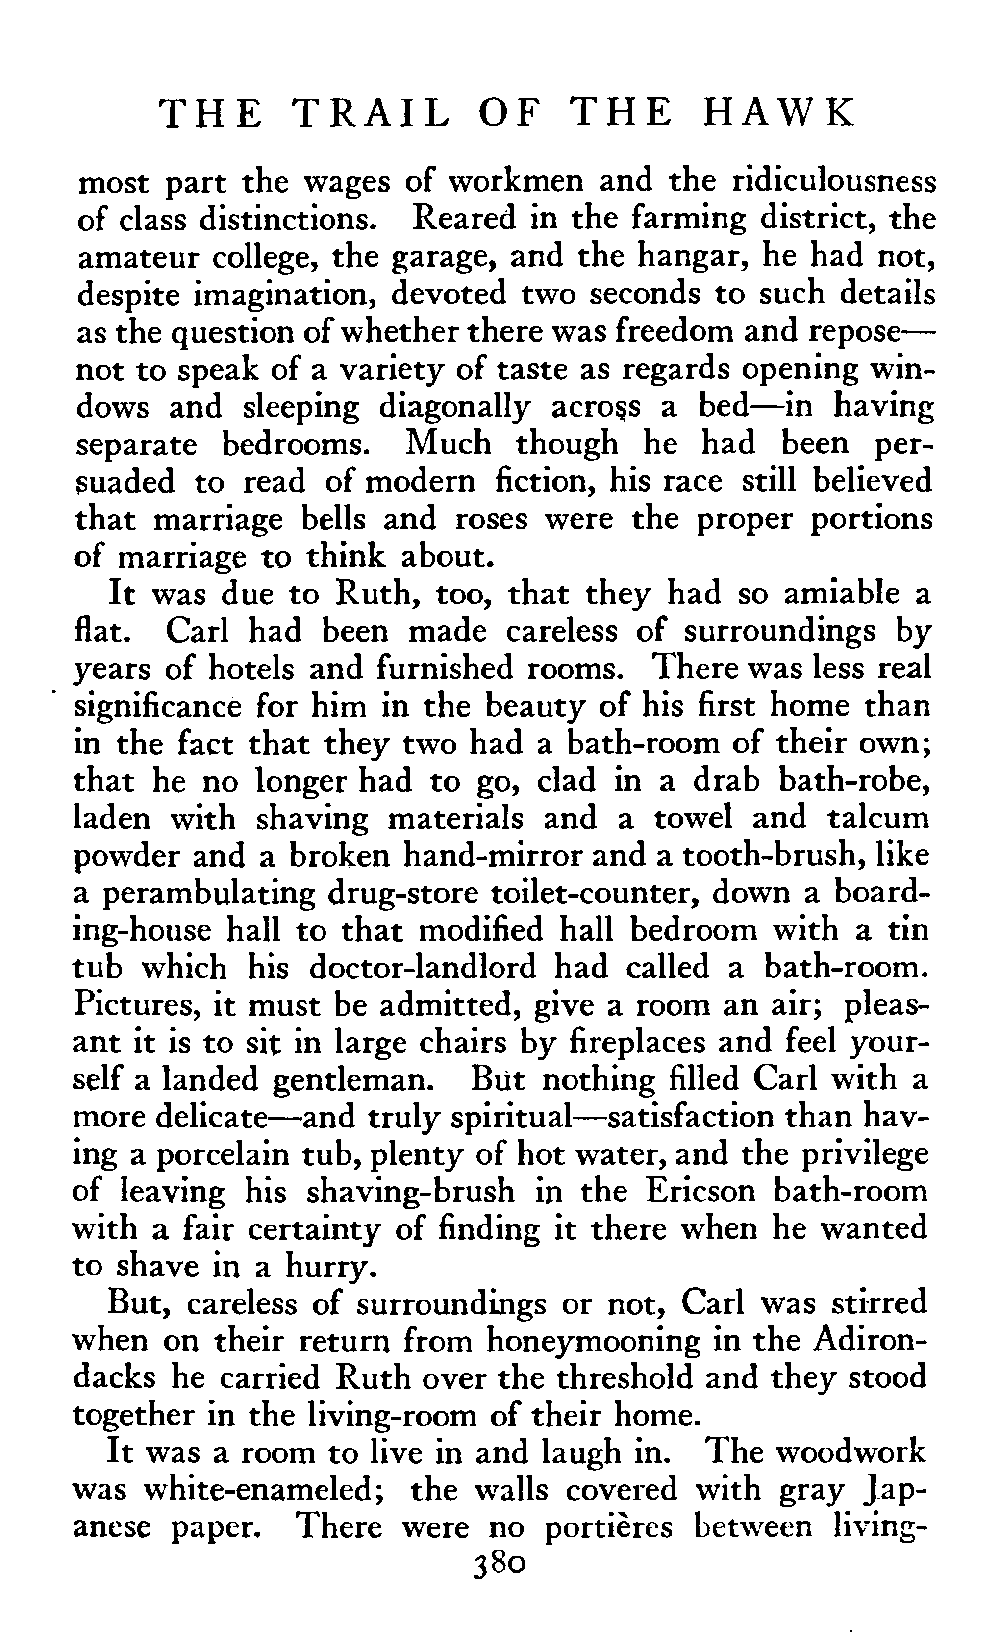 THE TRAIL OF THE HAWK
most part the wages of workmen and the ridiculousness
of class distinctions. Reared in the farming district, the
amateur college, the garage, and the hangar, he had not,
despite imagination, devoted two seconds to such details
as the question of whether there was freedom and repose—
not to speak of a variety of taste as regards opening win-
dows and sleeping diagonally across a bed—in having
separate bedrooms. Much though he had been per-
suaded to read of modern fiction, his race still believed
that marriage bells and roses were the proper portions
of marriage to think about.
It was due to Ruth, too, that they had so amiable a
flat. Carl had been made careless of surroundings by
years of hotels and furnished rooms. There was less real
significance for him in the beauty of his first home than
in the fact that they two had a bath-room of their own;
that he no longer had to go, clad in a drab bath-robe,
laden with shaving materials and a towel and talcum
powder and a broken hand-mirror and a tooth-brush, like
a perambulating drug-store toilet-counter, down a board-
ing-house hall to that modified hall bedroom with a tin
tub which his doctor-landlord had called a bath-room.
Pictures, it must be admitted, give a room an air; pleas-
ant it is to sit in large chairs by fireplaces and feel your-
self a landed gentleman. But nothing filled Carl with a
more delicate—and truly spiritual—satisfaction than hav-
ing a porcelain tub, plenty of hot water, and the privilege
of leaving his shaving-brush in the Ericson bath-room
with a fair certainty of finding it there when he wanted
to shave in a hurry.
But, careless of surroundings or not, Carl was stirred
when on their return from honeymooning in the Adiron-
dacks he carried Ruth over the threshold and they stood
together in the living-room of their home.
It was a room to live in and laugh in. The woodwork
was white-enameled; the walls covered with gray Jap-
anese paper. There were no portières between living-
380